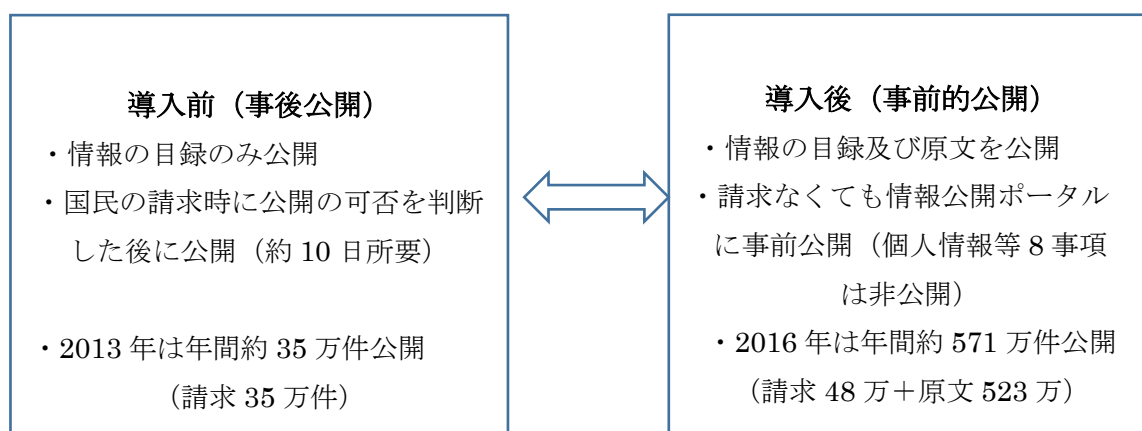 導入前（事後公開）
・情報の目録のみ公開
・国民の請求時に公開の可否を判断
した後に公開（約 10 日所要）
・2013 年は年間約 35 万件公開
（請求 35 万件）
導入後（事前的公開）
・情報の目録及び原文を公開
・請求なくても情報公開ポータル
に事前公開（個人情報等 8 事項
は非公開）
・2016 年は年間約 571 万件公開
（請求 48 万＋原文 523 万）